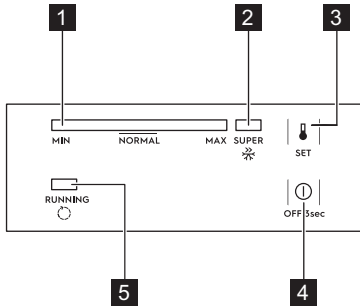 1 2 3
MIN NORMAL MAX SUPER
SET
RUNNING
OFF 3sec
5 4